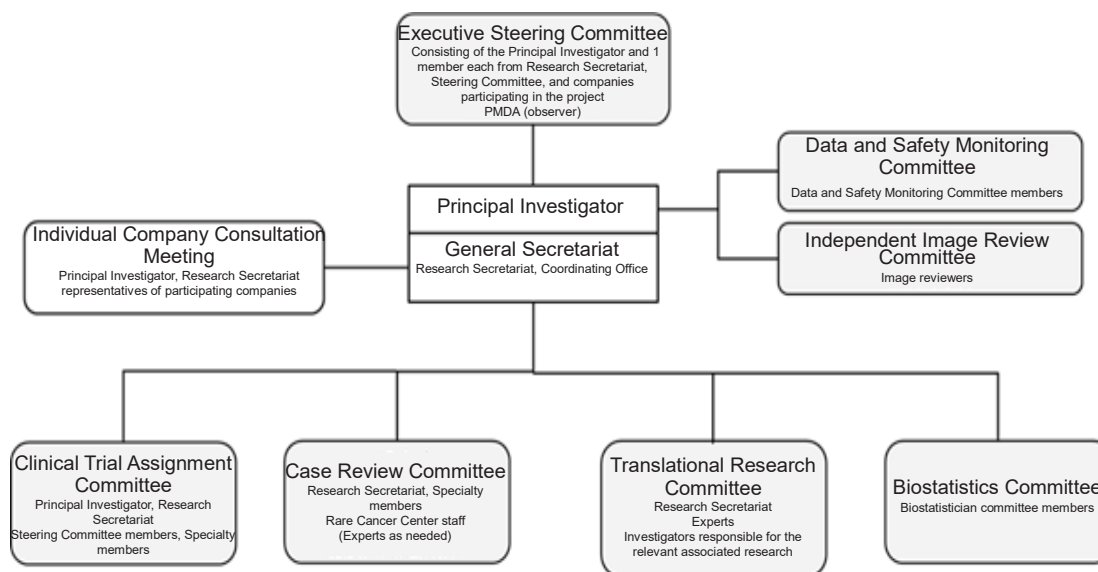 Executive Steering Committee
Consisting of the Principal Investigator and 1
member each from Research Secretariat,
Steering Committee, and companies
participating in the project
PMDA (observer)
Data and Safety Monitoring
Committee
Data and Safety Monitoring Committee members
Principal Investigator
Individual Company Consultation
Meeting
Principal Investigator, Research Secretariat
representatives of participating companies
General Secretariat
Research Secretariat, Coordinating Office
Independent Image Review
Committee
Image reviewers
Clinical Trial Assignment
Committee
Principal Investigator, Research
Secretariat
Steering Committee members, Specialty
members
Case Review Committee
Research Secretariat, Specialty
members
Rare Cancer Center staff
(Experts as needed)
Translational Research
Committee
Research Secretariat
Experts
Investigators responsible for the
relevant associated research
Biostatistics Committee
Biostatistician committee members